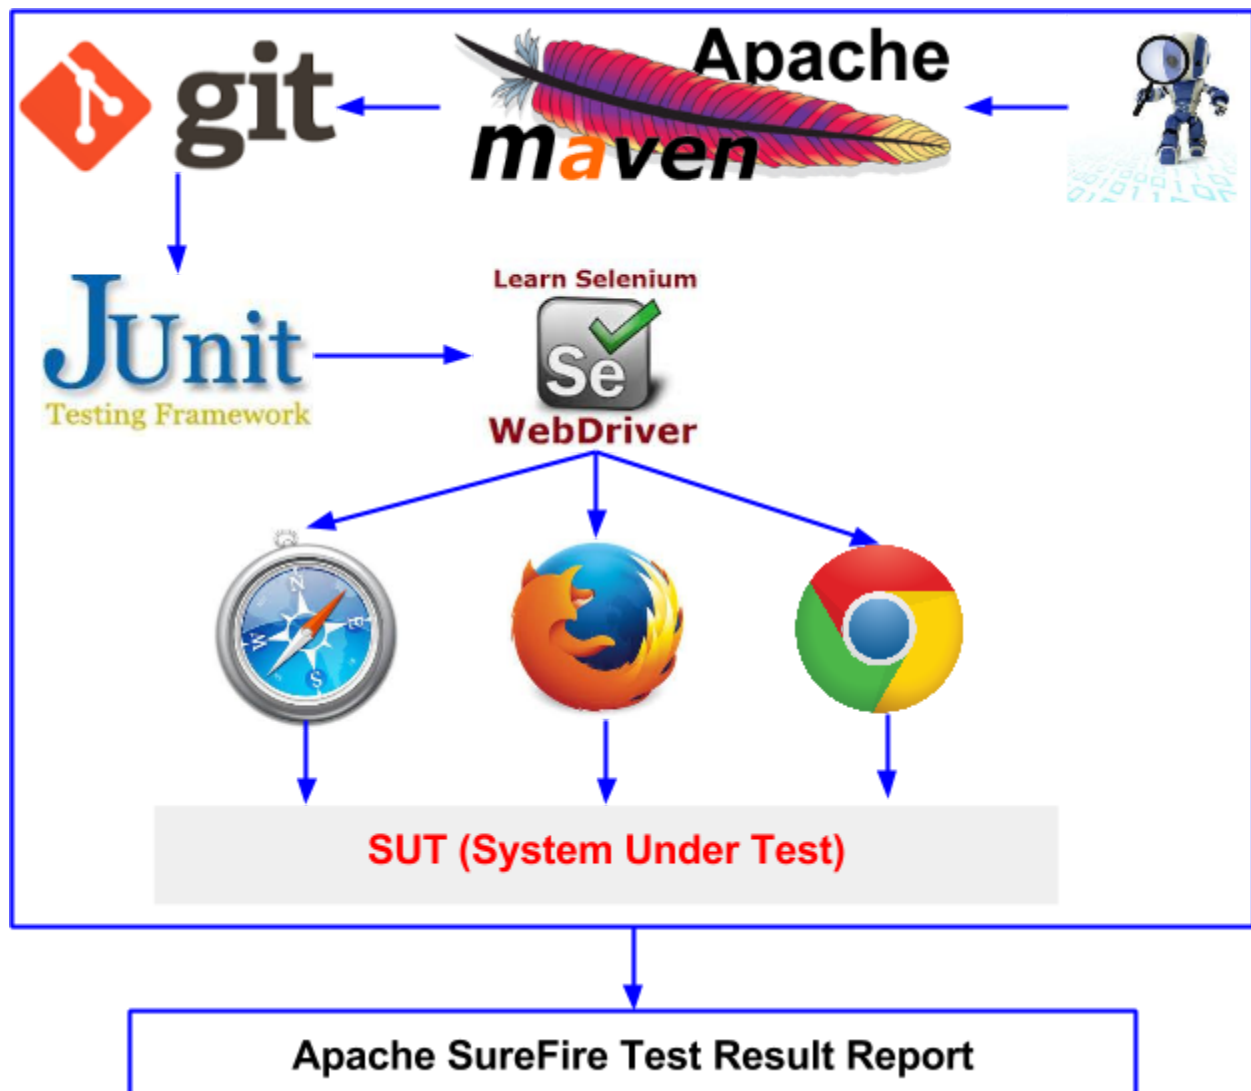 git
Apache
maven
JUnit
Testing Framework
Learn Selenium
Se
WebDriver
N
E
W
S
SUT (System Under Test)
Apache SureFire Test Result Report